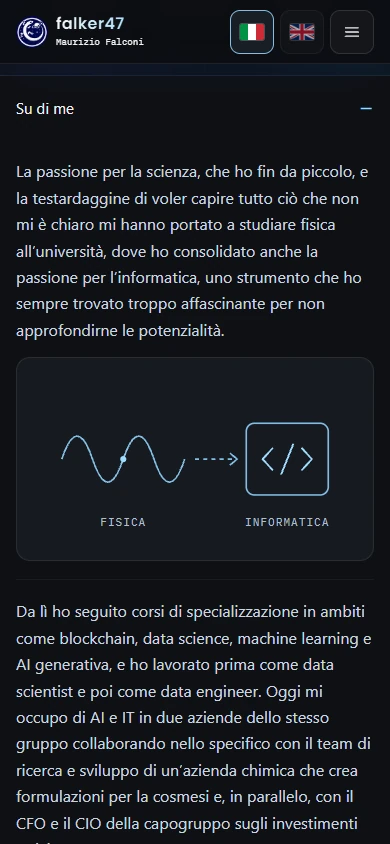 falker47
Maurizio Falconi
Su di me
La passione per la scienza, che ho fin da piccolo, e
la testardaggine di voler capire tutto ciò che non
mi è chiaro mi hanno portato a studiare fisica
all’università, dove ho consolidato anche la
passione per l’informatica, uno strumento che ho
sempre trovato troppo affascinante per non
approfondirne le potenzialità.
</>
FISICA
INFORMATICA
Da lì ho seguito corsi di specializzazione in ambiti
come blockchain, data science, machine learning e
AI generativa, e ho lavorato prima come data
scientist e poi come data engineer. Oggi mi
occupo di AI e IT in due aziende dello stesso
gruppo collaborando nello specifico con il team di
ricerca e sviluppo di un’azienda chimica che crea
formulazioni per la cosmesi e, in parallelo, con il
CFO e il CIO della capogruppo sugli investimenti